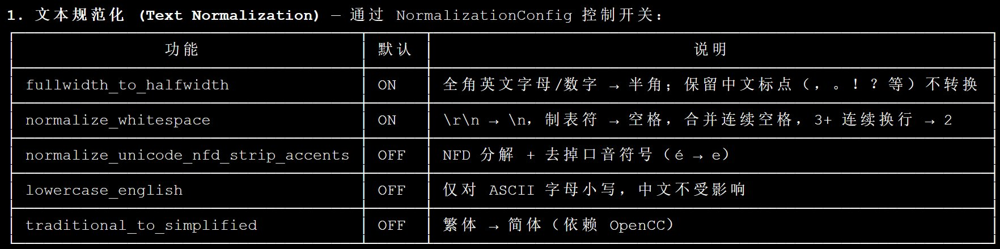 1. 文本规范化 (Text Normalization) — 通过 NormalizationConfig 控制开关：
功能 默认 说明
fullwidth_to_halfwidth ON 全角英文字母/数字 → 半角；保留中文标点（，。！？等）不转换
normalize_whitespace ON \r\n → \n，制表符 → 空格，合并连续空格，3+ 连续换行 → 2
normalize_unicode_nfd_strip_accents OFF NFD 分解 + 去掉口音符号（é → e）
lowercase_english OFF 仅对 ASCII 字母小写，中文不受影响
traditional_to_simplified OFF 繁体 → 简体（依赖 OpenCC）